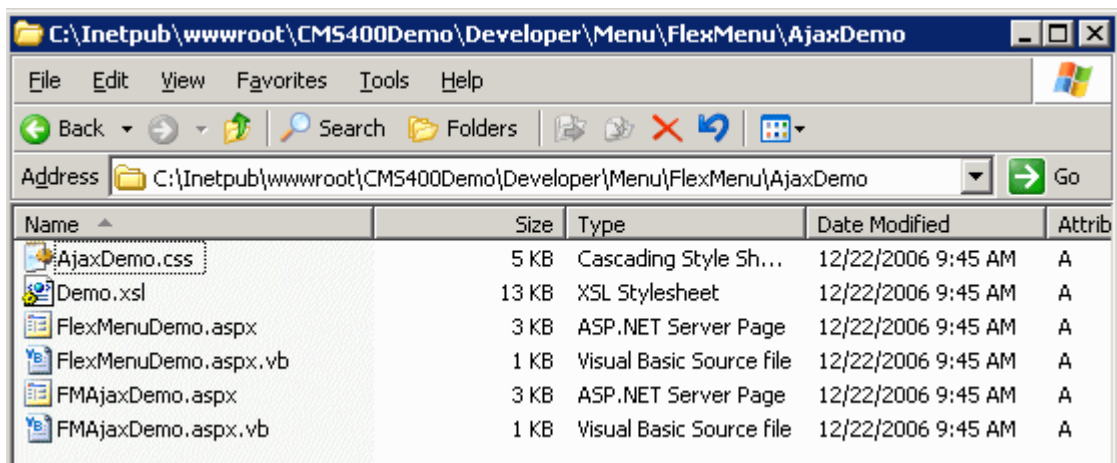 C:\Inetpub\wwwroot\CMS400Demo\Developer\Menu\FlexMenu\AjaxDemo
File Edit View Favorites Tools Help
Back Search Folders
Address C:\Inetpub\wwwroot\CMS400Demo\Developer\Menu\FlexMenu\AjaxDemo Go
Name Size Type Date Modified Attrib
AjaxDemo.css 5 KB Cascading Style Sh... 12/22/2006 9:45 AM A
Demo.xsl 13 KB XSL Stylesheet 12/22/2006 9:45 AM A
FlexMenuDemo.aspx 3 KB ASP.NET Server Page 12/22/2006 9:45 AM A
FlexMenuDemo.aspx.vb 1 KB Visual Basic Source file 12/22/2006 9:45 AM A
FMAjaxDemo.aspx 3 KB ASP.NET Server Page 12/22/2006 9:45 AM A
FMAjaxDemo.aspx.vb 1 KB Visual Basic Source file 12/22/2006 9:45 AM A